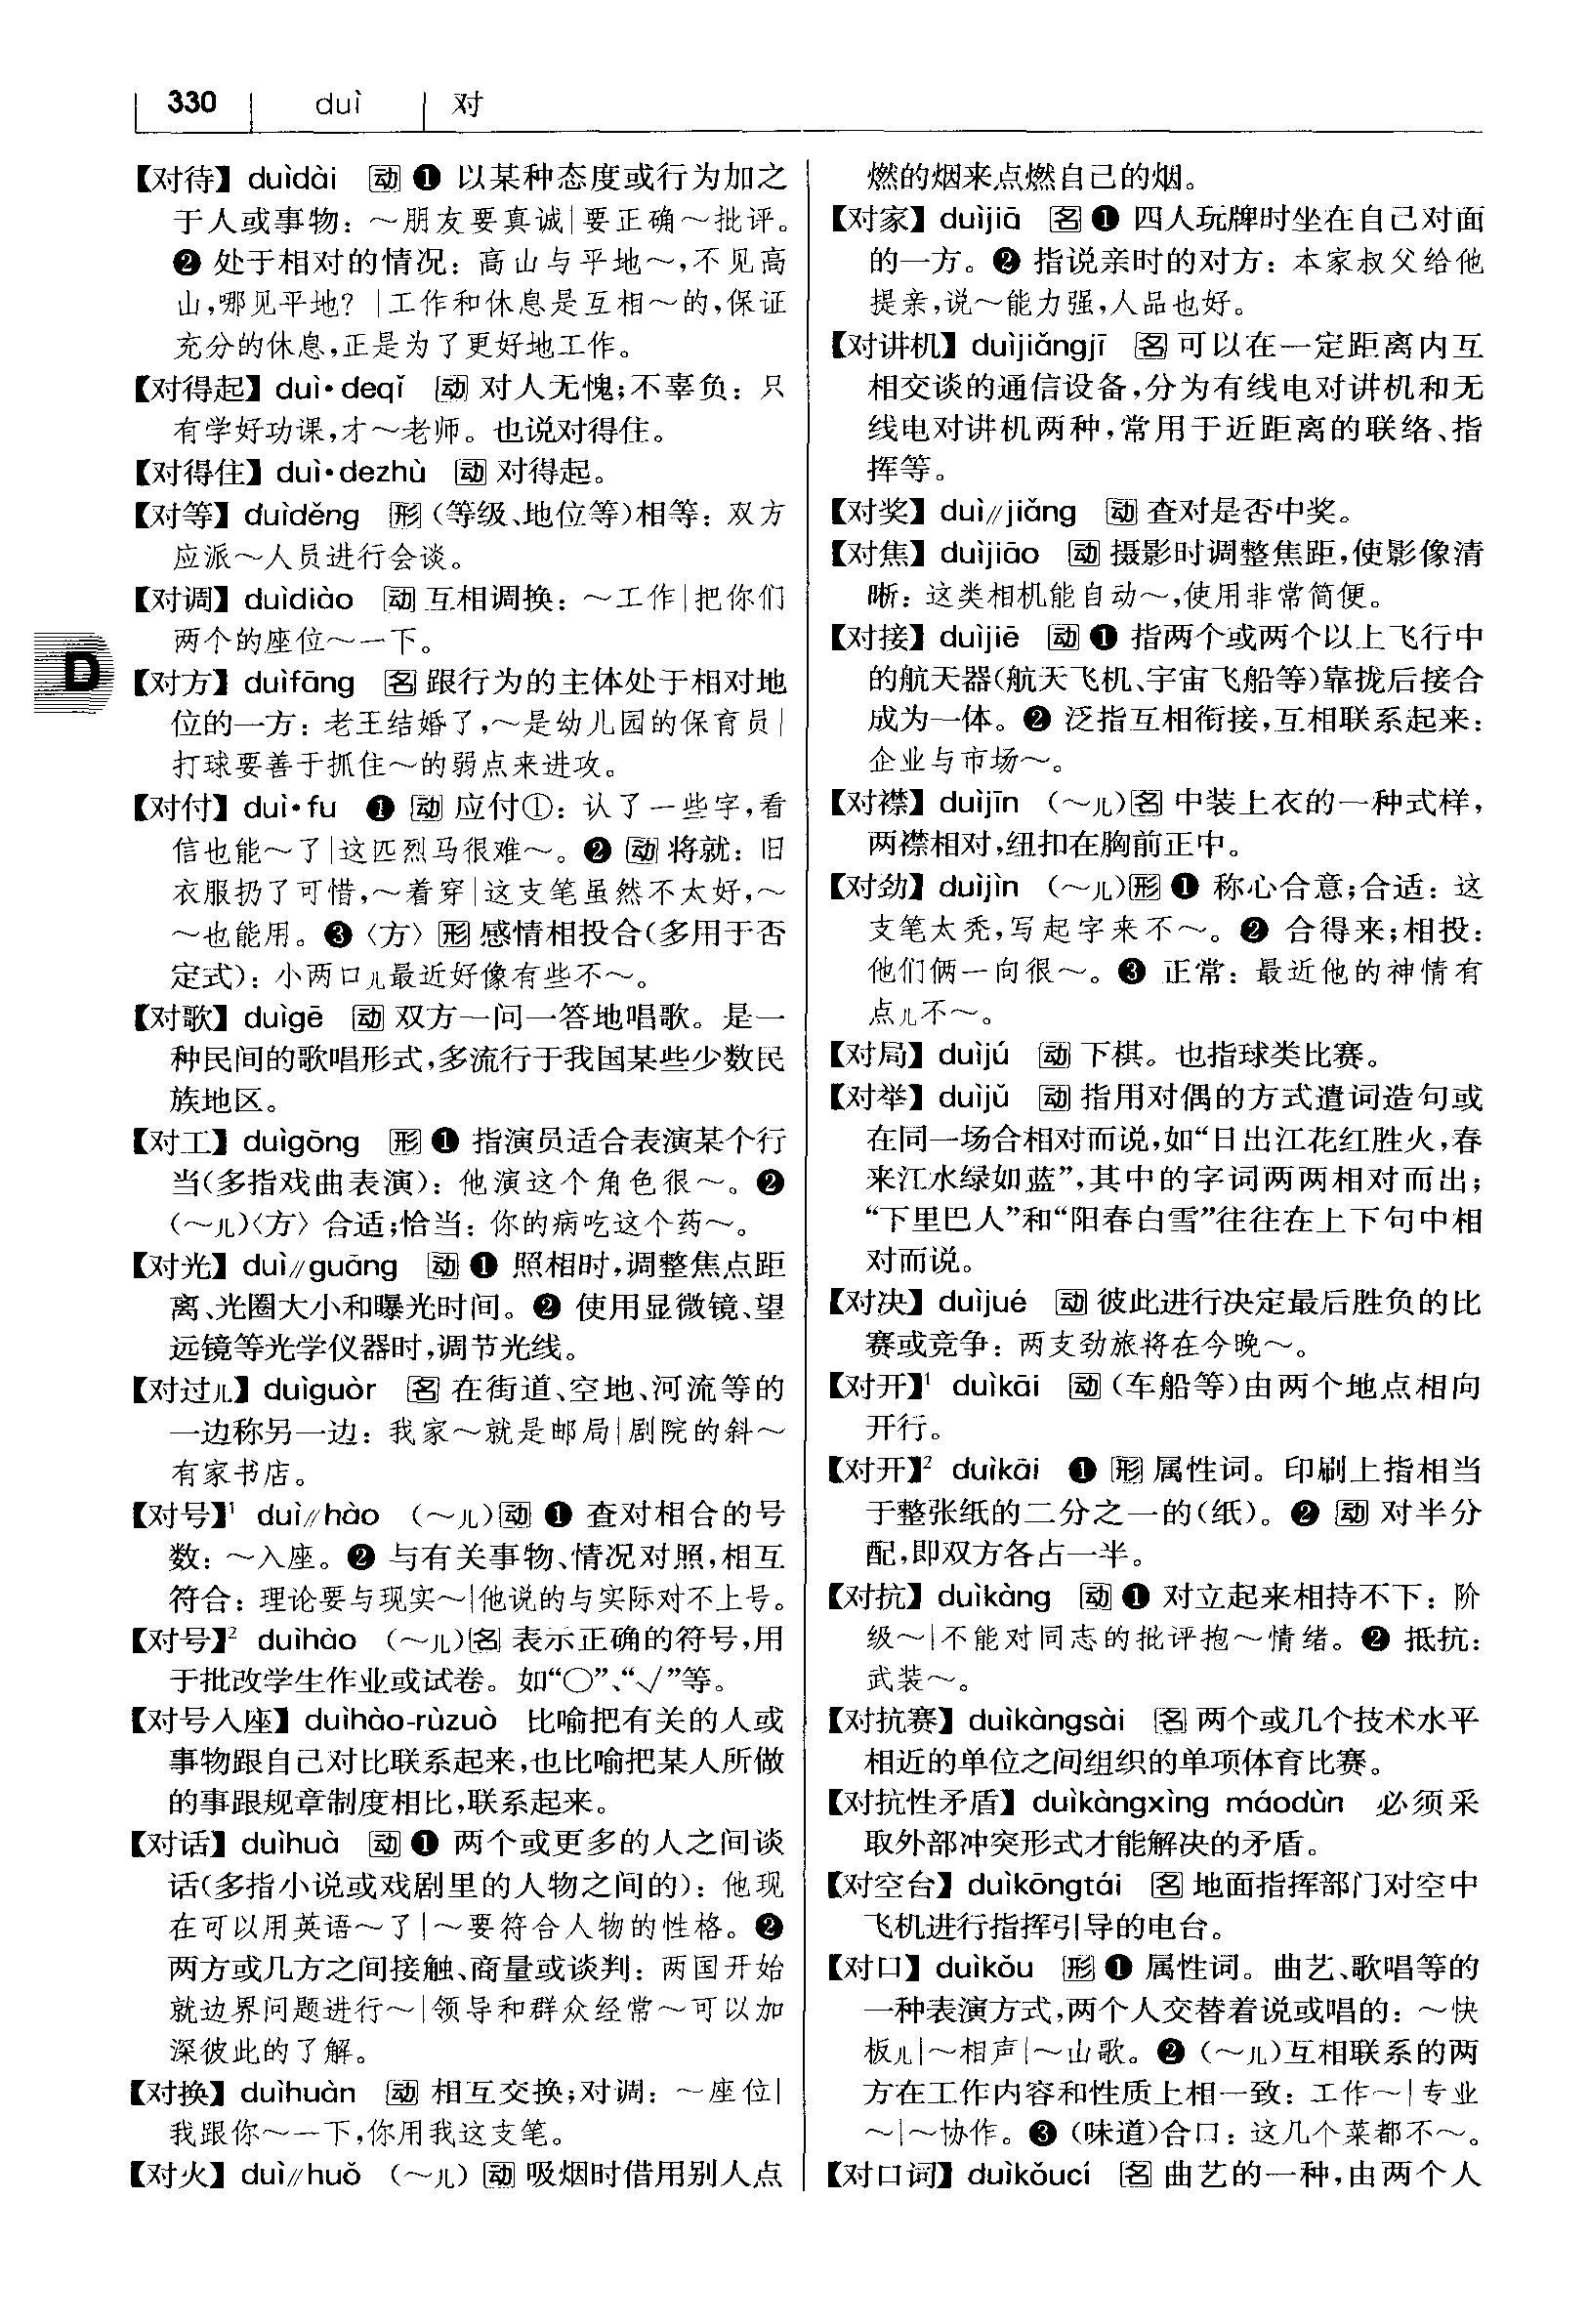 330 duì 对
【对待】 duìdài 动 ❶ 以某种态度或行为加之
于人或事物：～朋友要真诚|要正确～批评。
❷ 处于相对的情况：高山与平地～，不见高
山，哪见平地？|工作和休息是互相～的，保证
充分的休息，正是为了更好地工作。
【对得起】 duì·deqǐ 动 对人无愧；不辜负：只
有学好功课，才～老师。也说对得住。
【对得住】 duì·dezhù 动 对得起。
【对等】 duìděng 形（等级、地位等）相等：双方
应派～人员进行会谈。
【对调】 duìdiào 动 互相调换：～工作|把你们
两个的座位～一下。
D
【对方】 duìfāng 名 跟行为的主体处于相对地
位的一方：老王结婚了，～是幼儿园的保育员|
打球要善于抓住～的弱点来进攻。
【对付】 duì·fu ❶ 动 应付①：认了一些字，看
信也能～了|这匹烈马很难～。❷ 动 将就：旧
衣服扔了可惜，～着穿|这支笔虽然不太好，～
～也能用。❸〈方〉形 感情相投合（多用于否
定式）：小两口儿最近好像有些不～。
【对歌】 duìgē 动 双方一问一答地唱歌。是一
种民间的歌唱形式，多流行于我国某些少数民
族地区。
【对工】 duìgōng 形 ❶ 指演员适合表演某个行
当（多指戏曲表演）：他演这个角色很～。❷
（～儿）〈方〉合适；恰当：你的病吃这个药～。
【对光】 duì//guāng 动 ❶ 照相时，调整焦点距
离、光圈大小和曝光时间。❷ 使用显微镜、望
远镜等光学仪器时，调节光线。
【对过儿】 duìguòr 名 在街道、空地、河流等的
一边称另一边：我家～就是邮局|剧院的斜～
有家书店。
【对号】¹ duì//hào （～儿）动 ❶ 查对相合的号
数：～入座。❷ 与有关事物、情况对照，相互
符合：理论要与现实～|他说的与实际对不上号。
【对号】² duìhào （～儿）名 表示正确的符号，用
于批改学生作业或试卷。如“○”、“√”等。
【对号入座】 duìhào-rùzuò 比喻把有关的人或
事物跟自己对比联系起来，也比喻把某人所做
的事跟规章制度相比，联系起来。
【对话】 duìhuà 动 ❶ 两个或更多的人之间谈
话（多指小说或戏剧里的人物之间的）：他现
在可以用英语～了|～要符合人物的性格。❷
两方或几方之间接触、商量或谈判：两国开始
就边界问题进行～|领导和群众经常～可以加
深彼此的了解。
【对换】 duìhuàn 动 相互交换；对调：～座位|
我跟你～一下，你用我这支笔。
【对火】 duì//huǒ （～儿）动 吸烟时借用别人点
燃的烟来点燃自己的烟。
【对家】 duìjiā 名 ❶ 四人玩牌时坐在自己对面
的一方。❷ 指说亲时的对方：本家叔父给他
提亲，说～能力强，人品也好。
【对讲机】 duìjiǎngjī 名 可以在一定距离内互
相交谈的通信设备，分为有线电对讲机和无
线电对讲机两种，常用于近距离的联络、指
挥等。
【对奖】 duì//jiǎng 动 查对是否中奖。
【对焦】 duìjiāo 动 摄影时调整焦距，使影像清
晰：这类相机能自动～，使用非常简便。
【对接】 duìjiē 动 ❶ 指两个或两个以上飞行中
的航天器（航天飞机、宇宙飞船等）靠拢后接合
成为一体。❷ 泛指互相衔接，互相联系起来：
企业与市场～。
【对襟】 duìjīn （～儿）名 中装上衣的一种式样，
两襟相对，纽扣在胸前正中。
【对劲】 duìjìn （～儿）形 ❶ 称心合意；合适：这
支笔太秃，写起字来不～。❷ 合得来；相投：
他们俩一向很～。❸ 正常：最近他的神情有
点儿不～。
【对局】 duìjú 动 下棋。也指球类比赛。
【对举】 duìjǔ 动 指用对偶的方式遣词造句或
在同一场合相对而说，如“日出江花红胜火，春
来江水绿如蓝”，其中的字词两两相对而出；
“下里巴人”和“阳春白雪”往往在上下句中相
对而说。
【对决】 duìjué 动 彼此进行决定最后胜负的比
赛或竞争：两支劲旅将在今晚～。
【对开】¹ duìkāi 动（车船等）由两个地点相向
开行。
【对开】² duìkāi ❶ 形 属性词。印刷上指相当
于整张纸的二分之一的（纸）。❷ 动 对半分
配，即双方各占一半。
【对抗】 duìkàng 动 ❶ 对立起来相持不下：阶
级～|不能对同志的批评抱～情绪。❷ 抵抗：
武装～。
【对抗赛】 duìkàngsài 名 两个或几个技术水平
相近的单位之间组织的单项体育比赛。
【对抗性矛盾】 duìkàngxìng máodùn 必须采
取外部冲突形式才能解决的矛盾。
【对空台】 duìkōngtái 名 地面指挥部门对空中
飞机进行指挥引导的电台。
【对口】 duìkǒu 形 ❶ 属性词。曲艺、歌唱等的
一种表演方式，两个人交替着说或唱的：～快
板儿|～相声|～山歌。❷（～儿）互相联系的两
方在工作内容和性质上相一致：工作～|专业
～|～协作。❸（味道）合口：这几个菜都不～。
【对口词】 duìkǒucí 名 曲艺的一种，由两个人